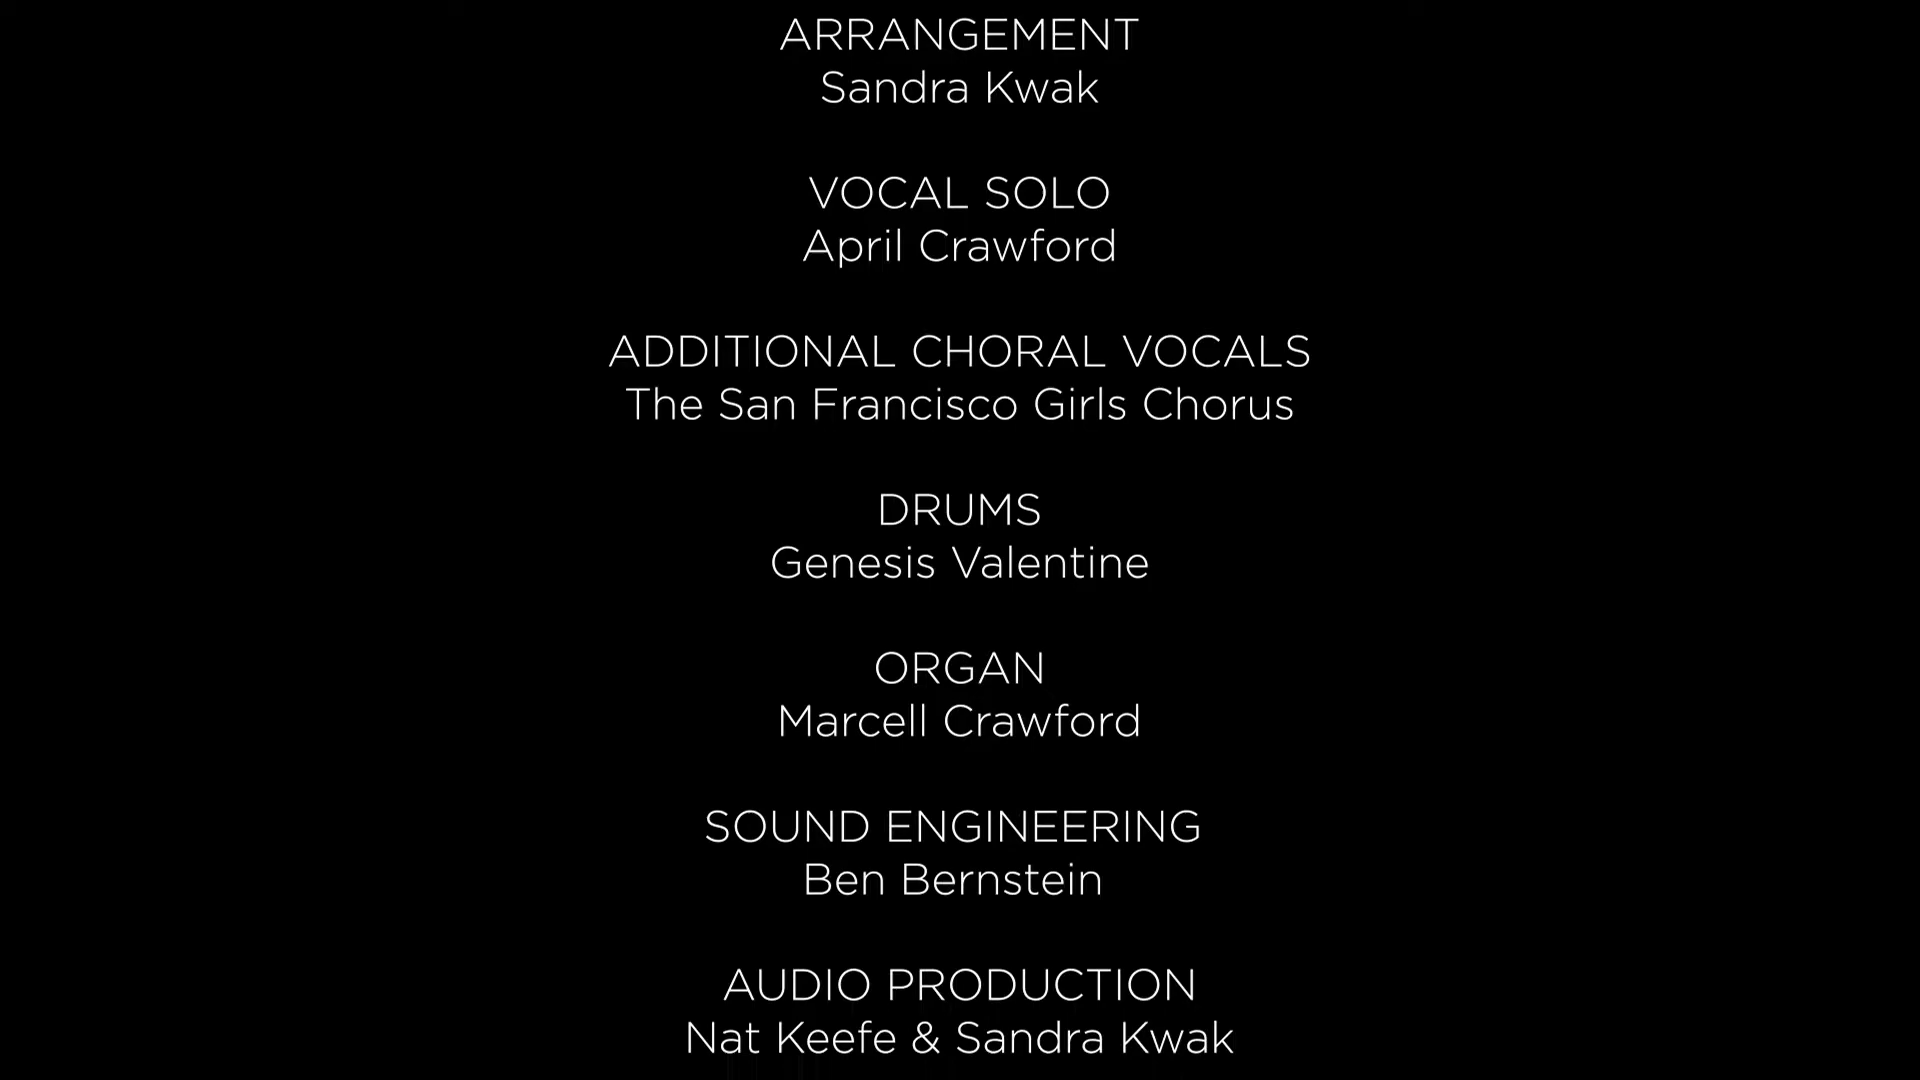 ARRANGEMENT
Sandra Kwak
VOCAL SOLO
April Crawford
ADDITIONAL CHORAL VOCALS
The San Francisco Girls Chorus
DRUMS
Genesis Valentine
ORGAN
Marcell Crawford
SOUND ENGINEERING
Ben Bernstein
AUDIO PRODUCTION
Nat Keefe & Sandra Kwak